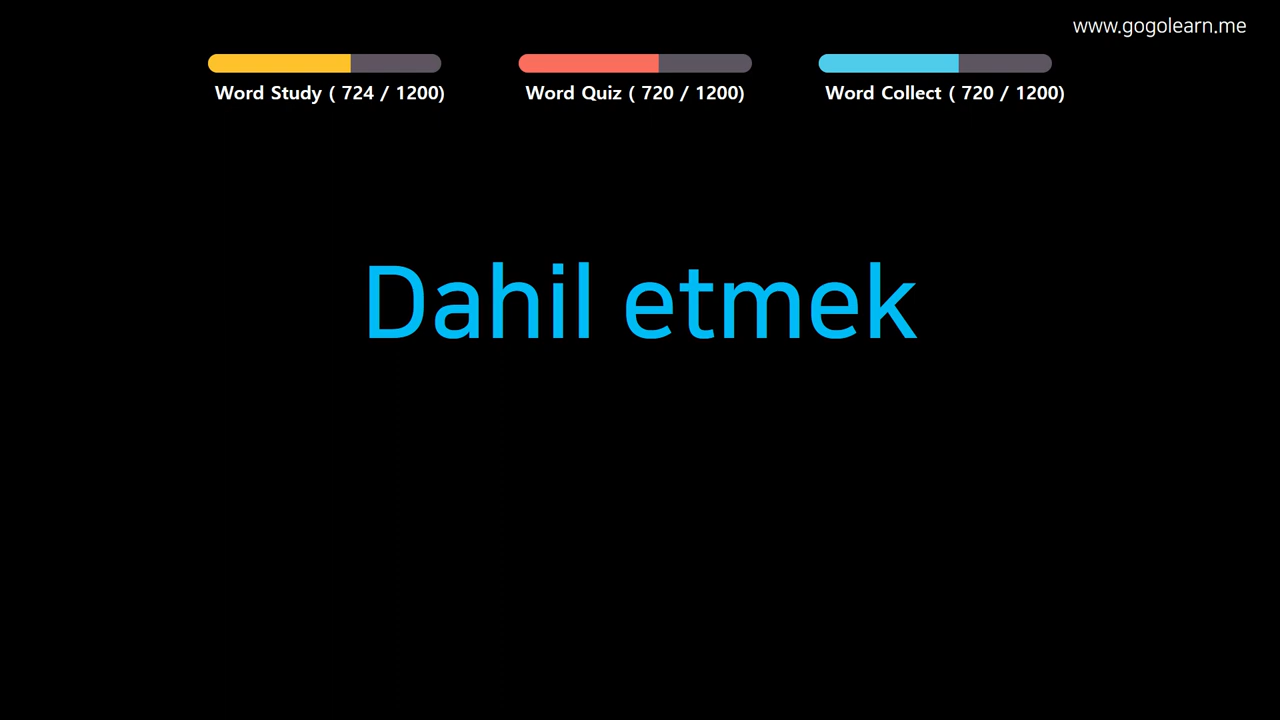 www.gogolearn.me
Word Study ( 724 / 1200)
Word Quiz ( 720 / 1200)
Word Collect ( 720 / 1200)
Dahil etmek